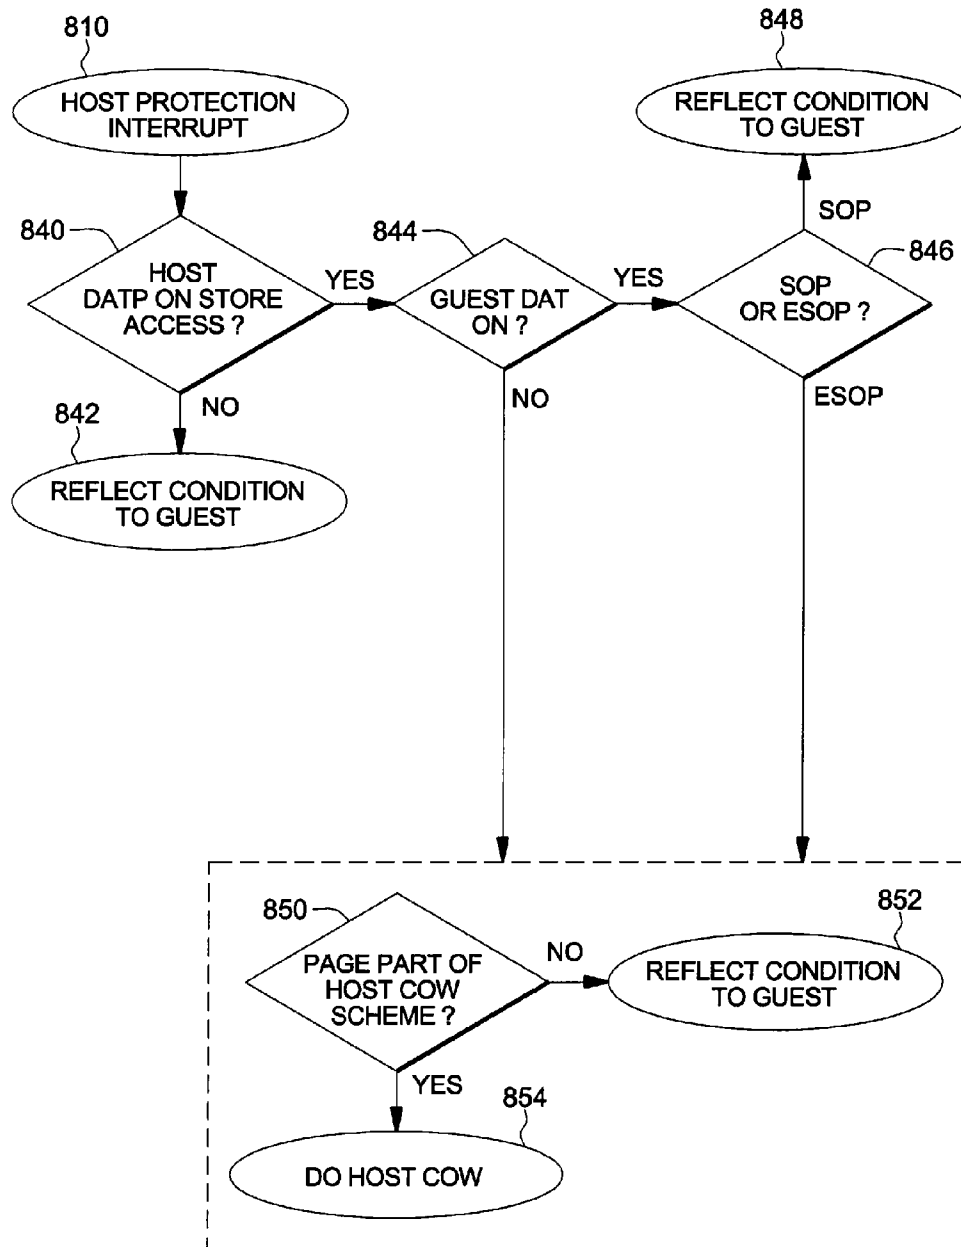 810
HOST PROTECTION
INTERRUPT
848
REFLECT CONDITION
TO GUEST
SOP
840
HOST
DATP ON STORE
ACCESS ?
YES
NO
844
GUEST DAT
ON ?
YES
NO
846
SOP
OR ESOP ?
ESOP
842
REFLECT CONDITION
TO GUEST
850
PAGE PART OF
HOST COW
SCHEME ?
NO
YES
852
REFLECT CONDITION
TO GUEST
854
DO HOST COW